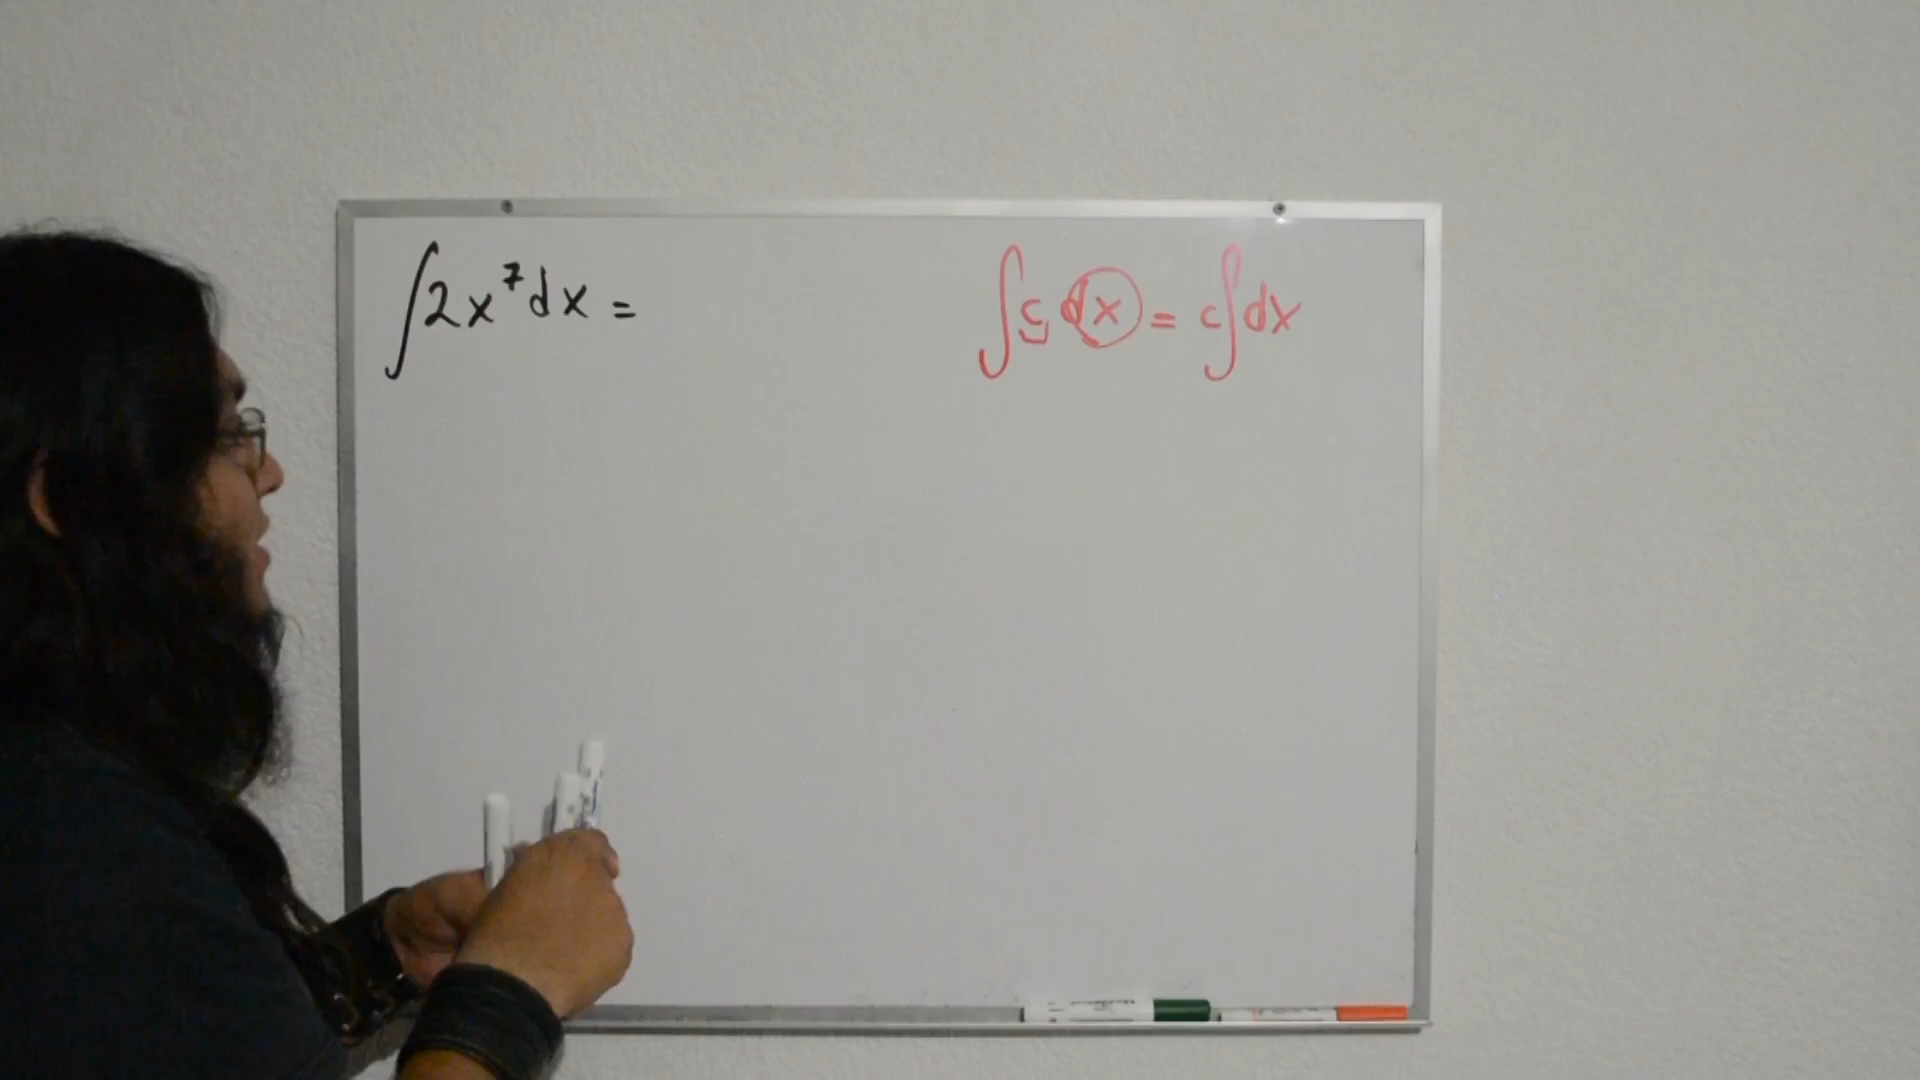 ∫2x⁷dx =
∫c dx = c∫dx